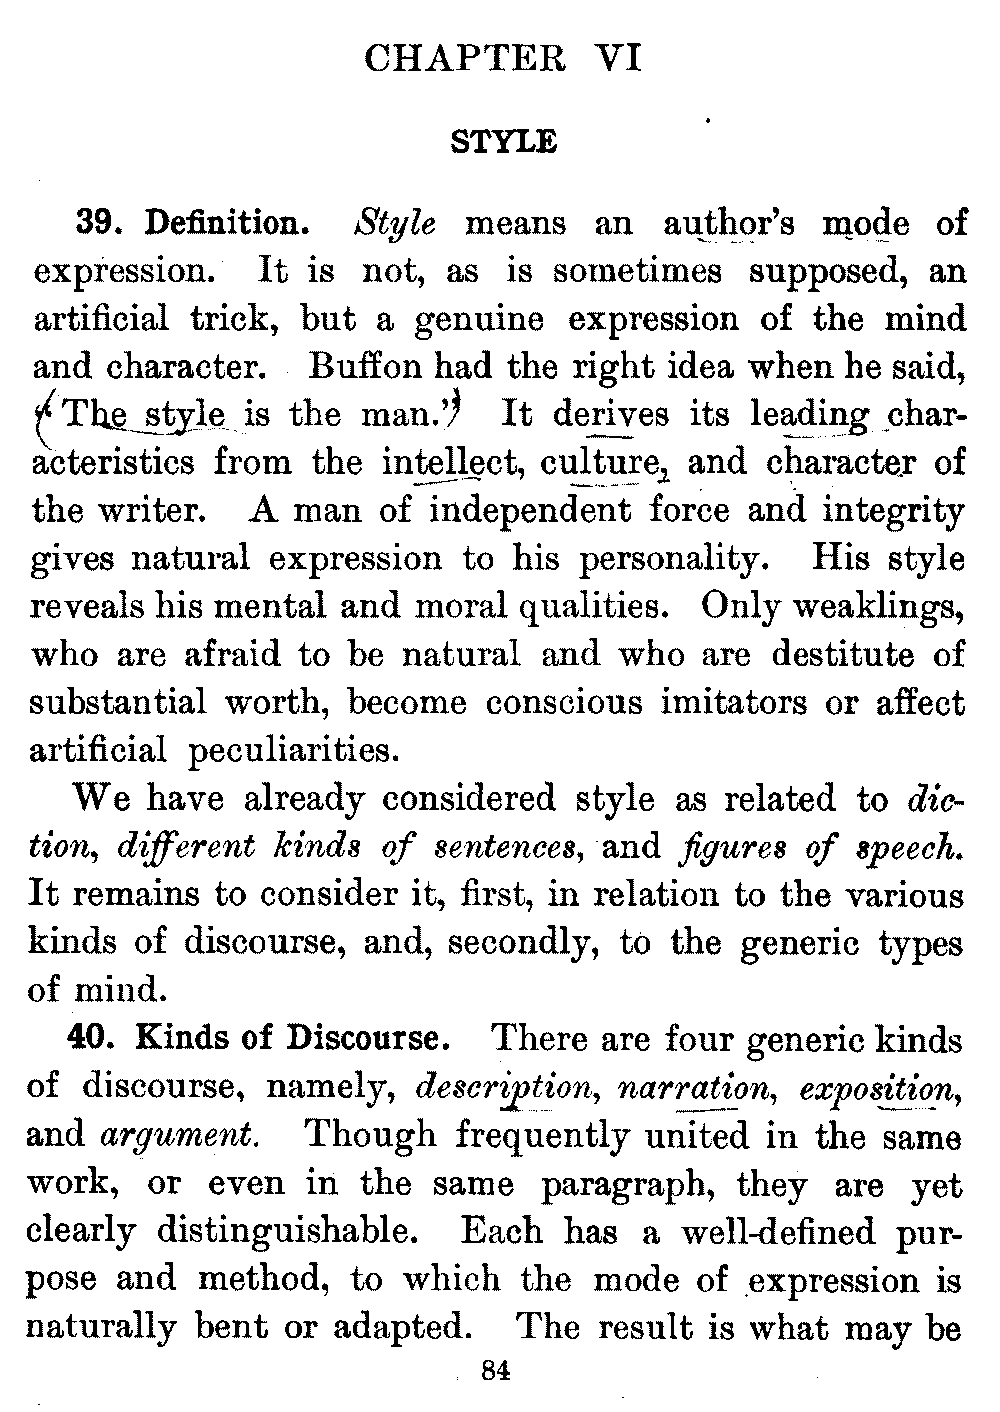 CHAPTER VI
STYLE
39. Definition. Style means an author's mode of
expression. It is not, as is sometimes supposed, an
artificial trick, but a genuine expression of the mind
and character. Buffon had the right idea when he said,
“The style is the man.” It derives its leading char-
acteristics from the intellect, culture, and character of
the writer. A man of independent force and integrity
gives natural expression to his personality. His style
reveals his mental and moral qualities. Only weaklings,
who are afraid to be natural and who are destitute of
substantial worth, become conscious imitators or affect
artificial peculiarities.
We have already considered style as related to dic-
tion, different kinds of sentences, and figures of speech.
It remains to consider it, first, in relation to the various
kinds of discourse, and, secondly, to the generic types
of mind.
40. Kinds of Discourse. There are four generic kinds
of discourse, namely, description, narration, exposition,
and argument. Though frequently united in the same
work, or even in the same paragraph, they are yet
clearly distinguishable. Each has a well-defined pur-
pose and method, to which the mode of expression is
naturally bent or adapted. The result is what may be
84